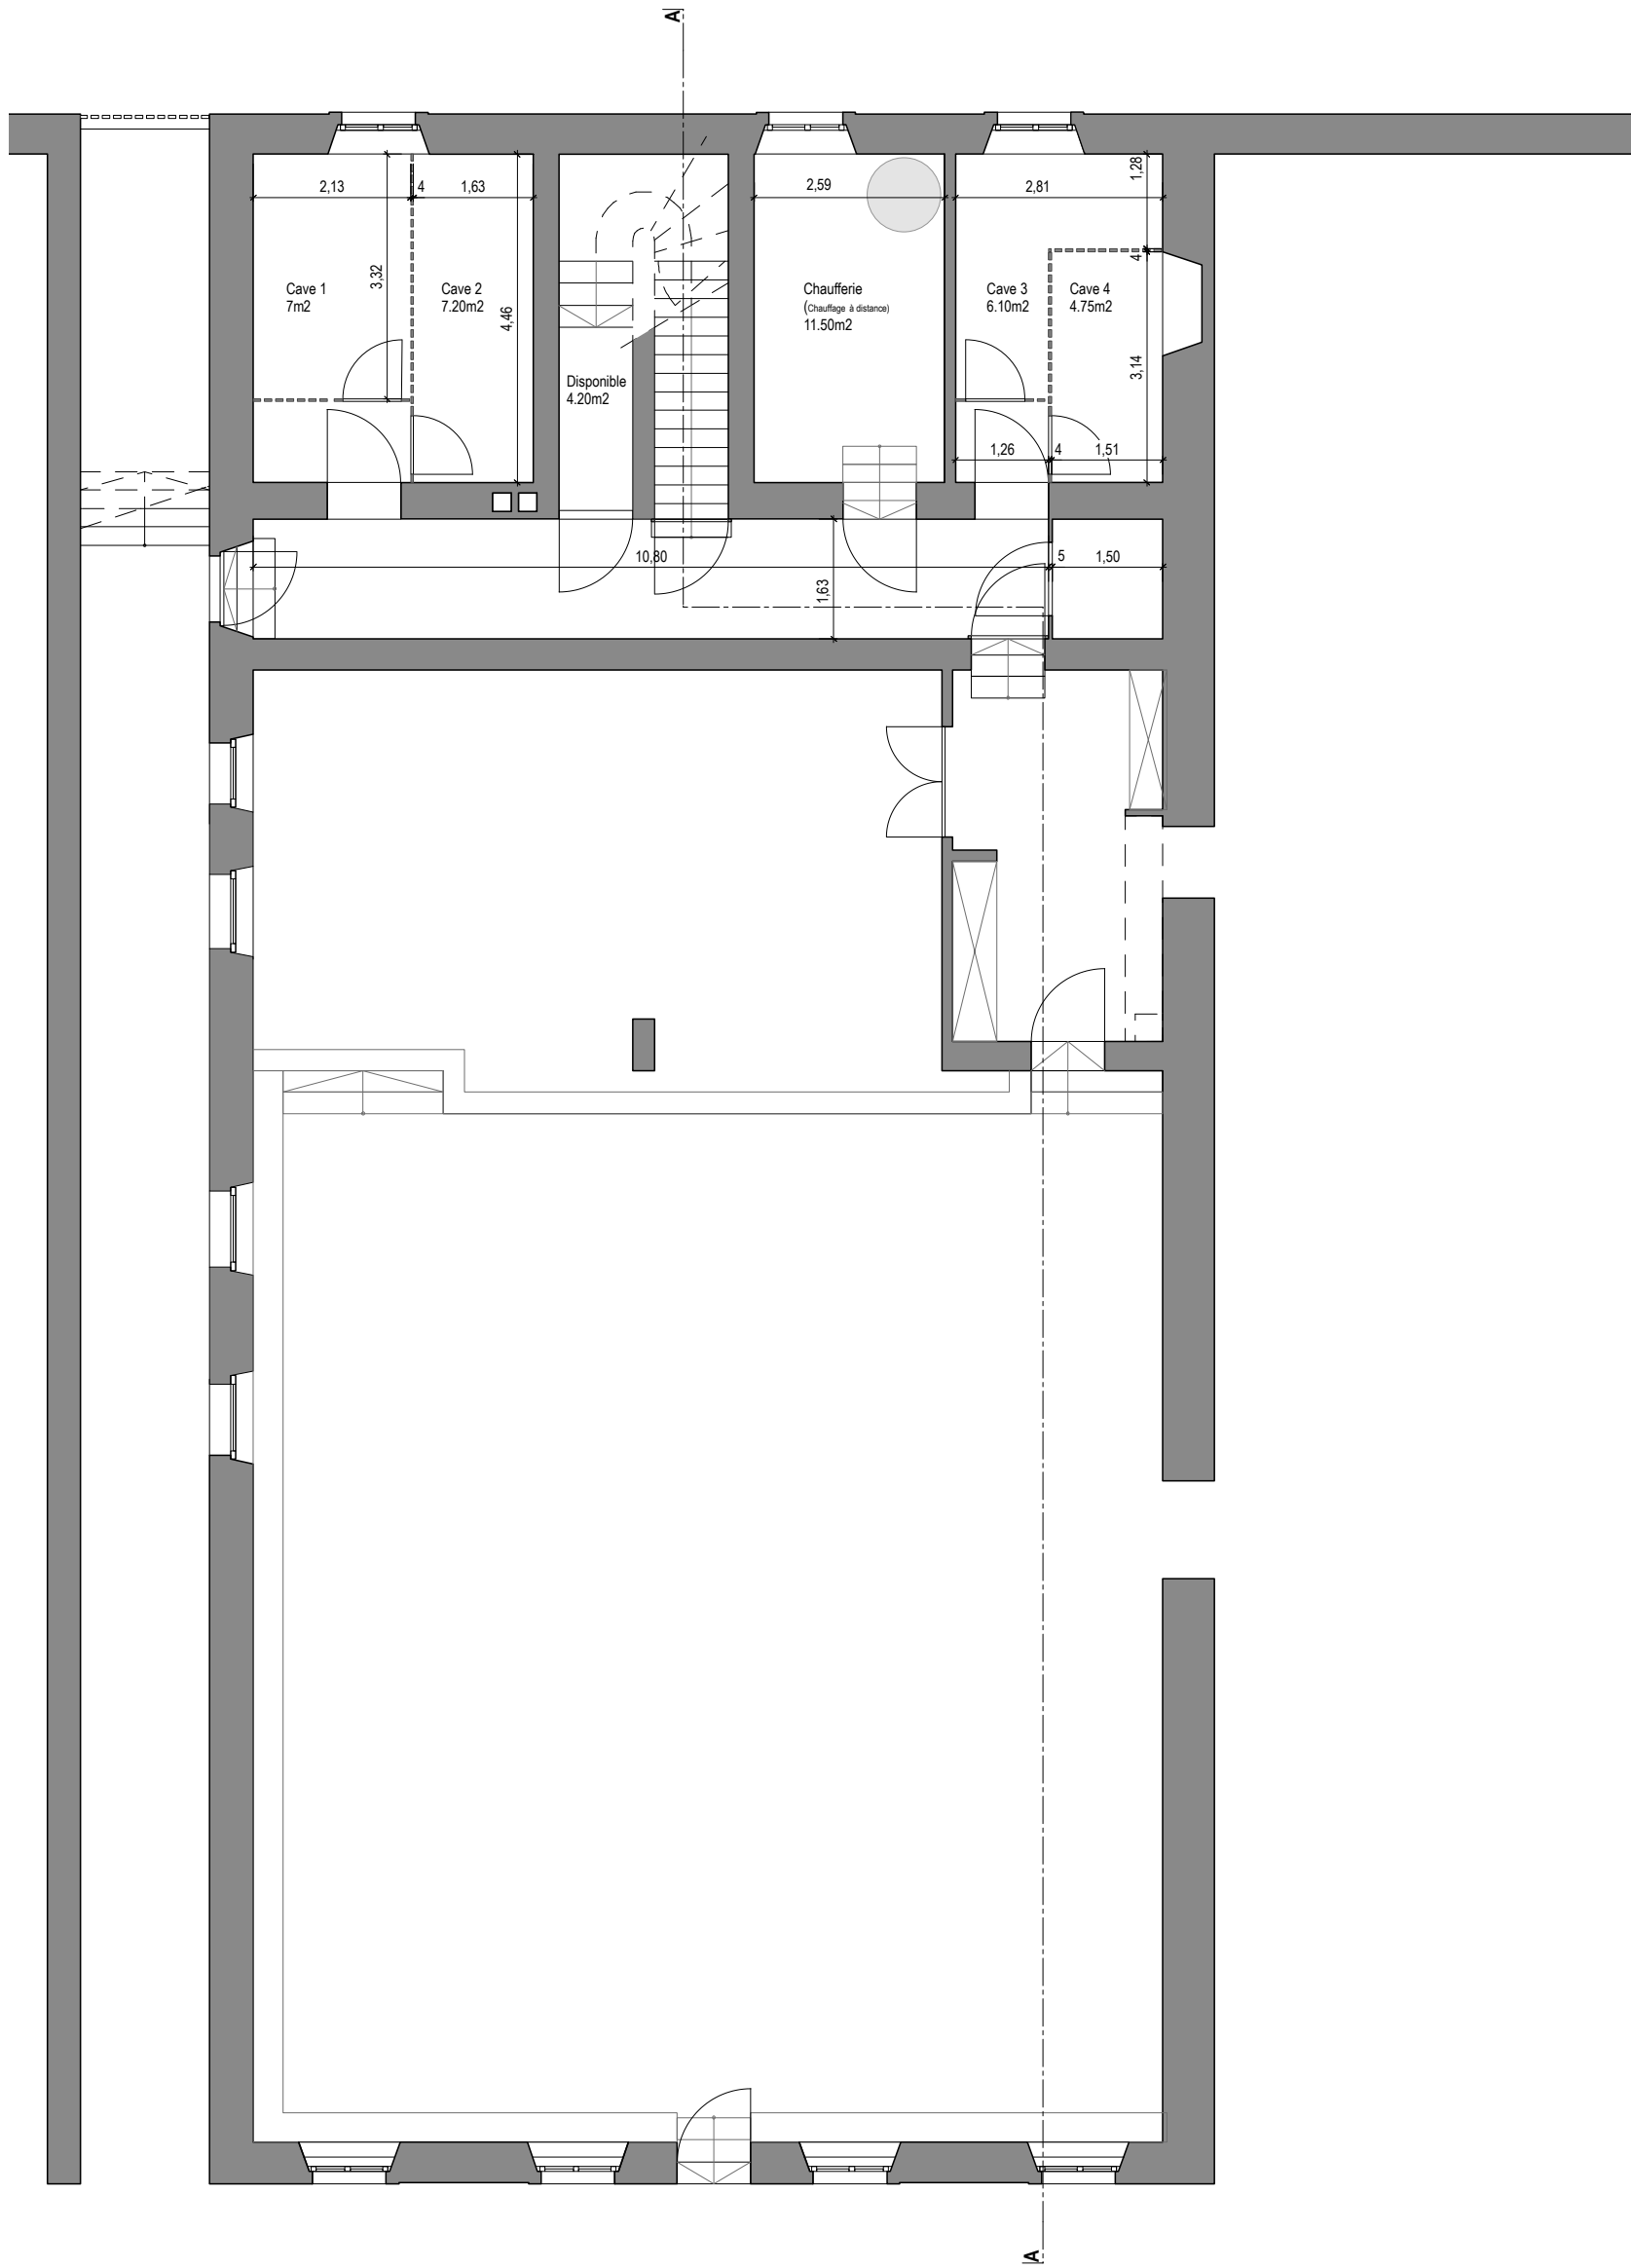 A
2,13
4
1,63
2,59
2,81
1,28
Cave 1
7m2
3,32
Cave 2
7.20m2
4,46
Chaufferie
(Chauffage à distance)
11.50m2
Cave 3
6.10m2
4
Cave 4
4.75m2
Disponible
4.20m2
3,14
1,26
4
1,51
10,80
1,63
5
1,50
A